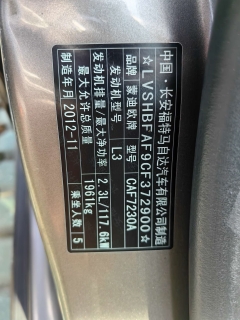 中国·长安福特马自达汽车有限公司制造
☆LVSHBFAF9CF372900☆
品牌 蒙迪欧牌 CAF7230A
发动机型号 L3
发动机排量/最大净功率 2.3L/117.6kW
最大允许总质量 1961kg
制造年月 2012-11 乘坐人数 5